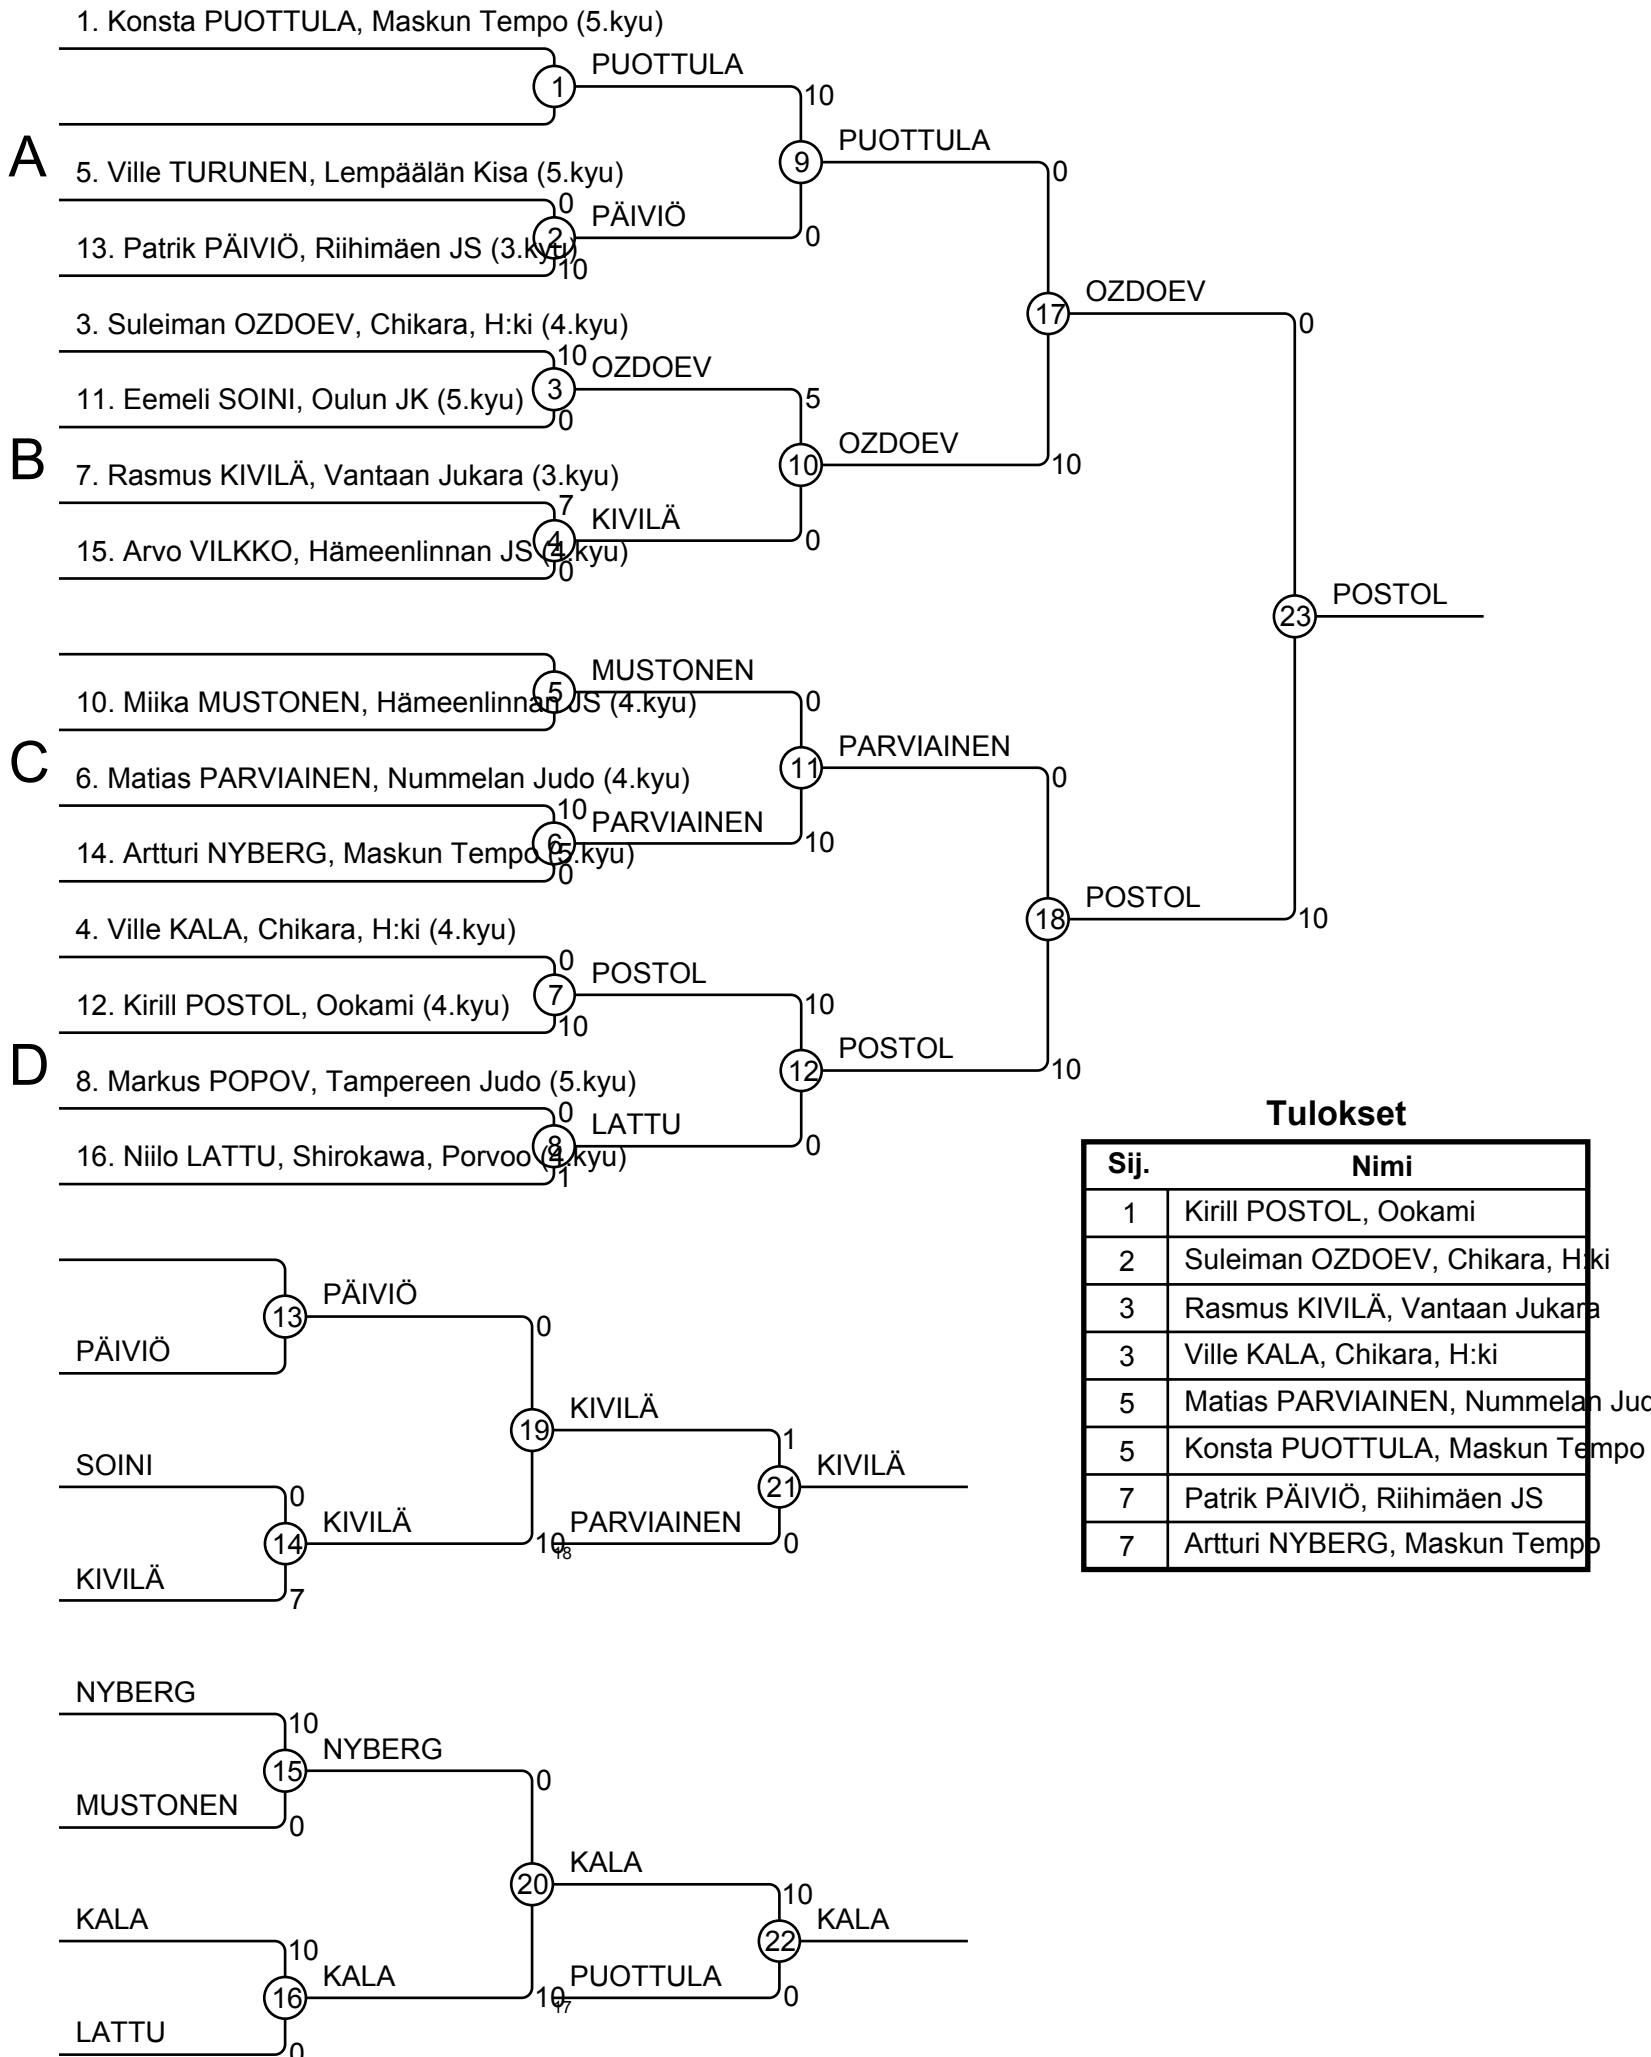 1. Konsta PUOTTULA, Maskun Tempo (5.kyu)
1
PUOTTULA
10
A
5. Ville TURUNEN, Lempäälän Kisa (5.kyu)
0
2
PÄIVIÖ
0
13. Patrik PÄIVIÖ, Riihimäen JS (3.kyu)
10
9
PUOTTULA
0
3. Suleiman OZDOEV, Chikara, H:ki (4.kyu)
10
3
OZDOEV
5
11. Eemeli SOINI, Oulun JK (5.kyu)
0
17
OZDOEV
0
B
7. Rasmus KIVILÄ, Vantaan Jukara (3.kyu)
7
4
KIVILÄ
0
15. Arvo VILKKO, Hämeenlinnan JS (4.kyu)
0
10
OZDOEV
10
23
POSTOL
5
MUSTONEN
0
10. Miika MUSTONEN, Hämeenlinnan JS (4.kyu)
C
11
PARVIAINEN
0
6. Matias PARVIAINEN, Nummelan Judo (4.kyu)
10
6
PARVIAINEN
10
14. Artturi NYBERG, Maskun Tempo (5.kyu)
0
18
POSTOL
10
4. Ville KALA, Chikara, H:ki (4.kyu)
0
7
POSTOL
10
12. Kirill POSTOL, Ookami (4.kyu)
10
D
12
POSTOL
10
8. Markus POPOV, Tampereen Judo (5.kyu)
0
8
LATTU
0
16. Niilo LATTU, Shirokawa, Porvoo (4.kyu)
1
Tulokset
Sij. Nimi
1 Kirill POSTOL, Ookami
2 Suleiman OZDOEV, Chikara, H:ki
3 Rasmus KIVILÄ, Vantaan Jukara
3 Ville KALA, Chikara, H:ki
5 Matias PARVIAINEN, Nummelan Jud
5 Konsta PUOTTULA, Maskun Tempo
7 Patrik PÄIVIÖ, Riihimäen JS
7 Artturi NYBERG, Maskun Tempo
13
PÄIVIÖ
0
PÄIVIÖ
19
KIVILÄ
1
SOINI
0
14
KIVILÄ
10
KIVILÄ
7
18
PARVIAINEN
0
21
KIVILÄ
NYBERG
10
15
NYBERG
0
MUSTONEN
0
20
KALA
10
KALA
10
16
KALA
10
LATTU
0
17
PUOTTULA
0
22
KALA